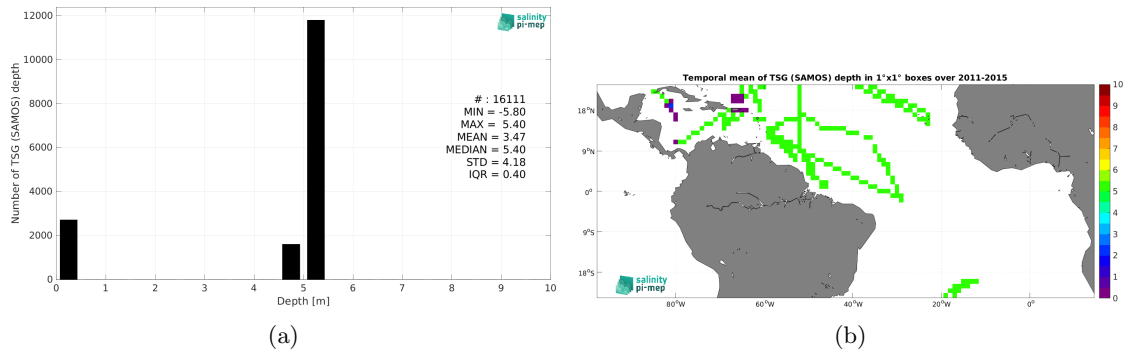 12000
10000
8000
6000
4000
2000
0
Number of TSG (SAMOS) depth
salinity
pi-mep
# : 16111
MIN = -5.80
MAX = 5.40
MEAN = 3.47
MEDIAN = 5.40
STD = 4.18
IQR = 0.40
0 1 2 3 4 5 6 7 8 9 10
Depth [m]
(a)
Temporal mean of TSG (SAMOS) depth in 1°x1° boxes over 2011-2015
18°N
9°N
0°
9°S
18°S
80°W 60°W 40°W 20°W 0°
salinity
pi-mep
10
9
8
7
6
5
4
3
2
1
0
(b)